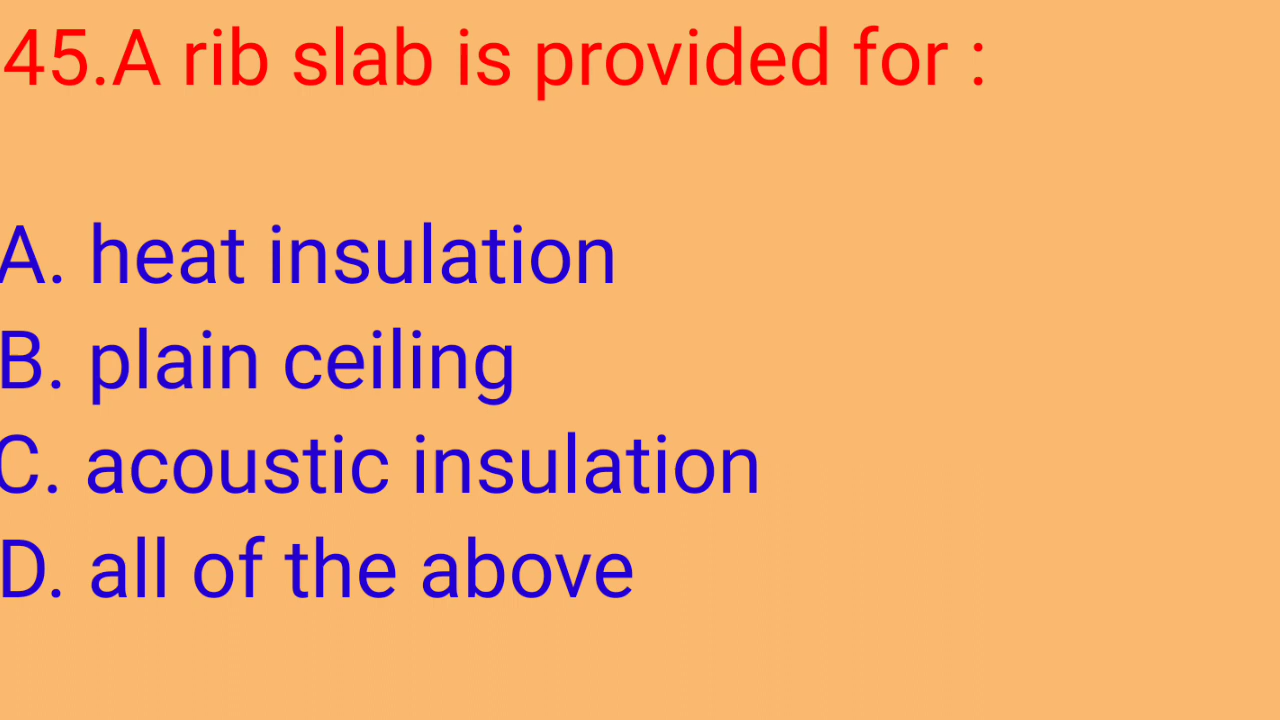 45.A rib slab is provided for :
A. heat insulation
B. plain ceiling
C. acoustic insulation
D. all of the above